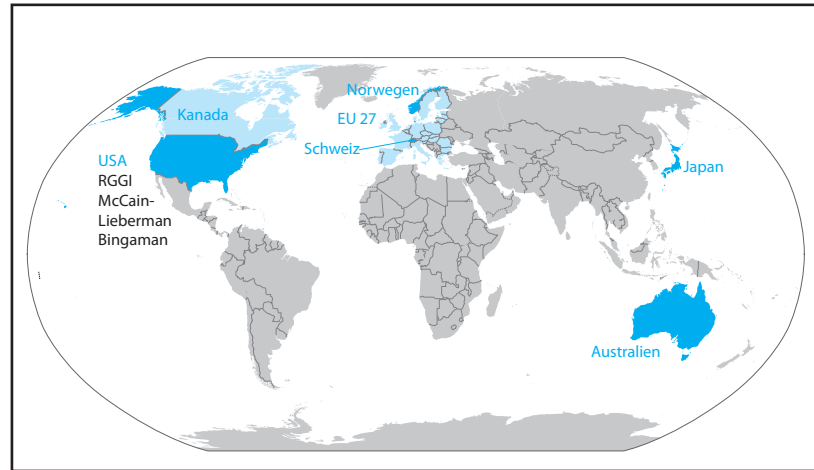 Norwegen
Kanada
EU 27
Schweiz
USA
RGGI
McCain-
Lieberman
Bingaman
Japan
Australien